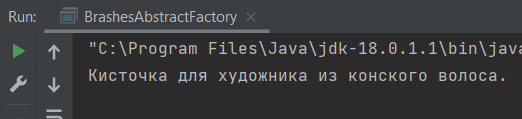 Run: BrashesAbstractFactory
"C:\Program Files\Java\jdk-18.0.1.1\bin\java
Кисточка для художника из конского волоса.